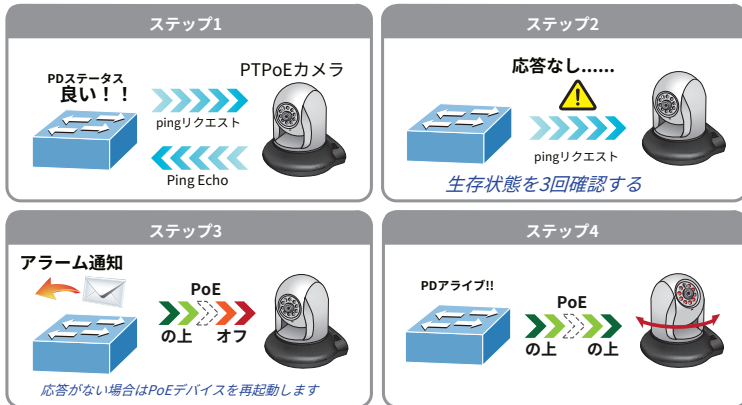 ステップ1
PDステータス
良い！！
PTPoEカメラ
pingリクエスト
Ping Echo
ステップ2
応答なし......
pingリクエスト
生存状態を3回確認する
ステップ3
アラーム通知
PoE
の上 オフ
応答がない場合はPoEデバイスを再起動します
ステップ4
PDアライブ!!
PoE
の上 の上